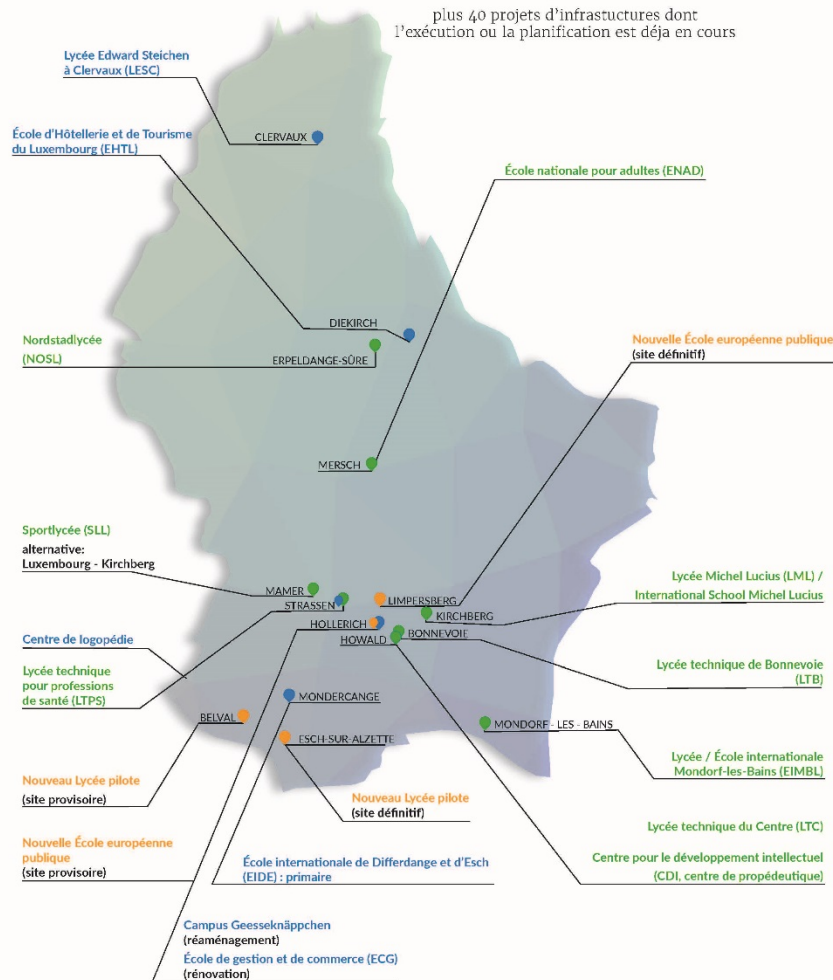 plus 40 projets d'infrastuctures dont
l'exécution ou la planification est déja en cours
Lycée Edward Steichen
à Clervaux (LESC)
CLERVAUX
École d'Hôtellerie et de Tourisme
du Luxembourg (EHTL)
École nationale pour adultes (ENAD)
DIEKIRCH
Nordstadlycée
(NOSL)
ERPELDANGE-SÛRE
Nouvelle École européenne publique
(site définitif)
MERSCH
Sportlycée (SLL)
alternative:
Luxembourg - Kirchberg
MAMER
STRASSEN
LIMPERSBERG
KIRCHBERG
Lycée Michel Lucius (LML) /
International School Michel Lucius
HOLLERICH
BONNEVOIE
HOWALD
Centre de logopédie
Lycée technique
pour professions
de santé (LTPS)
Lycée technique de Bonnevoie
(LTB)
MONDERCANGE
BELVAL
ESCH-SUR-ALZETTE
MONDORF - LES - BAINS
Lycée / École internationale
Mondorf-les-Bains (EIMBL)
Nouveau Lycée pilote
(site provisoire)
Nouveau Lycée pilote
(site définitif)
Lycée technique du Centre (LTC)
Nouvelle École européenne
publique
(site provisoire)
Centre pour le développement intellectuel
(CDI, centre de propédeutique)
École internationale de Differdange et d'Esch
(EIDE) : primaire
Campus Geesseknäppchen
(réaménagement)
École de gestion et de commerce (ECG)
(rénovation)